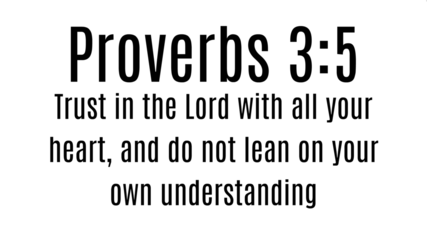 Proverbs 3:5
Trust in the Lord with all your
heart, and do not lean on your
own understanding